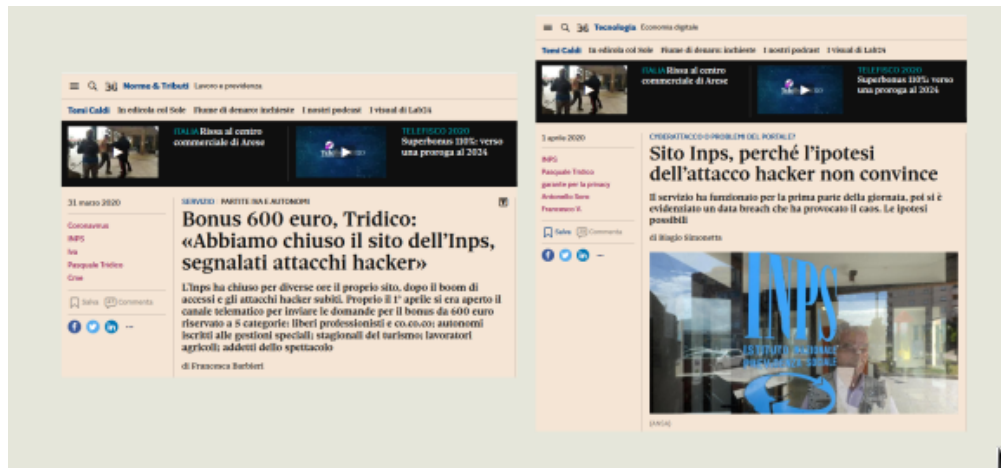 Norme & Tributi Lavoro e previdenza
Temi Caldi In edicola col Sole Fiume di denaro: inchieste I nostri podcast I visual di Lab24
ITALIA Rissa al centro
commerciale di Arese
TELEFISCO 2020
Superbonus 110%: verso
una proroga al 2024
31 marzo 2020
Coronavirus
INPS
Iva
Pasquale Tridico
Crisi
Salva
Commenta
SERVIZIO PARTITE IVA E AUTONOMI
Bonus 600 euro, Tridico:
«Abbiamo chiuso il sito dell’Inps,
segnalati attacchi hacker»
L’Inps ha chiuso per diverse ore il proprio sito, dopo il boom di
accessi e gli attacchi hacker subiti. Proprio il 1° aprile si era aperto il
canale telematico per inviare le domande per il bonus da 600 euro
riservato a 5 categorie: liberi professionisti e co.co.co; autonomi
iscritti alle gestioni speciali; stagionali del turismo; lavoratori
agricoli; addetti dello spettacolo
di Francesca Barbieri
Tecnologia Economia digitale
Temi Caldi In edicola col Sole Fiume di denaro: inchieste I nostri podcast I visual di Lab24
ITALIA Rissa al centro
commerciale di Arese
TELEFISCO 2020
Superbonus 110%: verso
una proroga al 2024
1 aprile 2020
INPS
Pasquale Tridico
garante per la privacy
Antonello Soro
Francesco V.
Salva
Commenta
CYBERATTACCO O PROBLEMI DEL PORTALE?
Sito Inps, perché l’ipotesi
dell’attacco hacker non convince
Il servizio ha funzionato per la prima parte della giornata, poi si è
evidenziato un data breach che ha provocato il caos. Le ipotesi
possibili
di Biagio Simonetta
INPS
ISTITUTO NAZIONALE
SOCIALE
(ANSA)